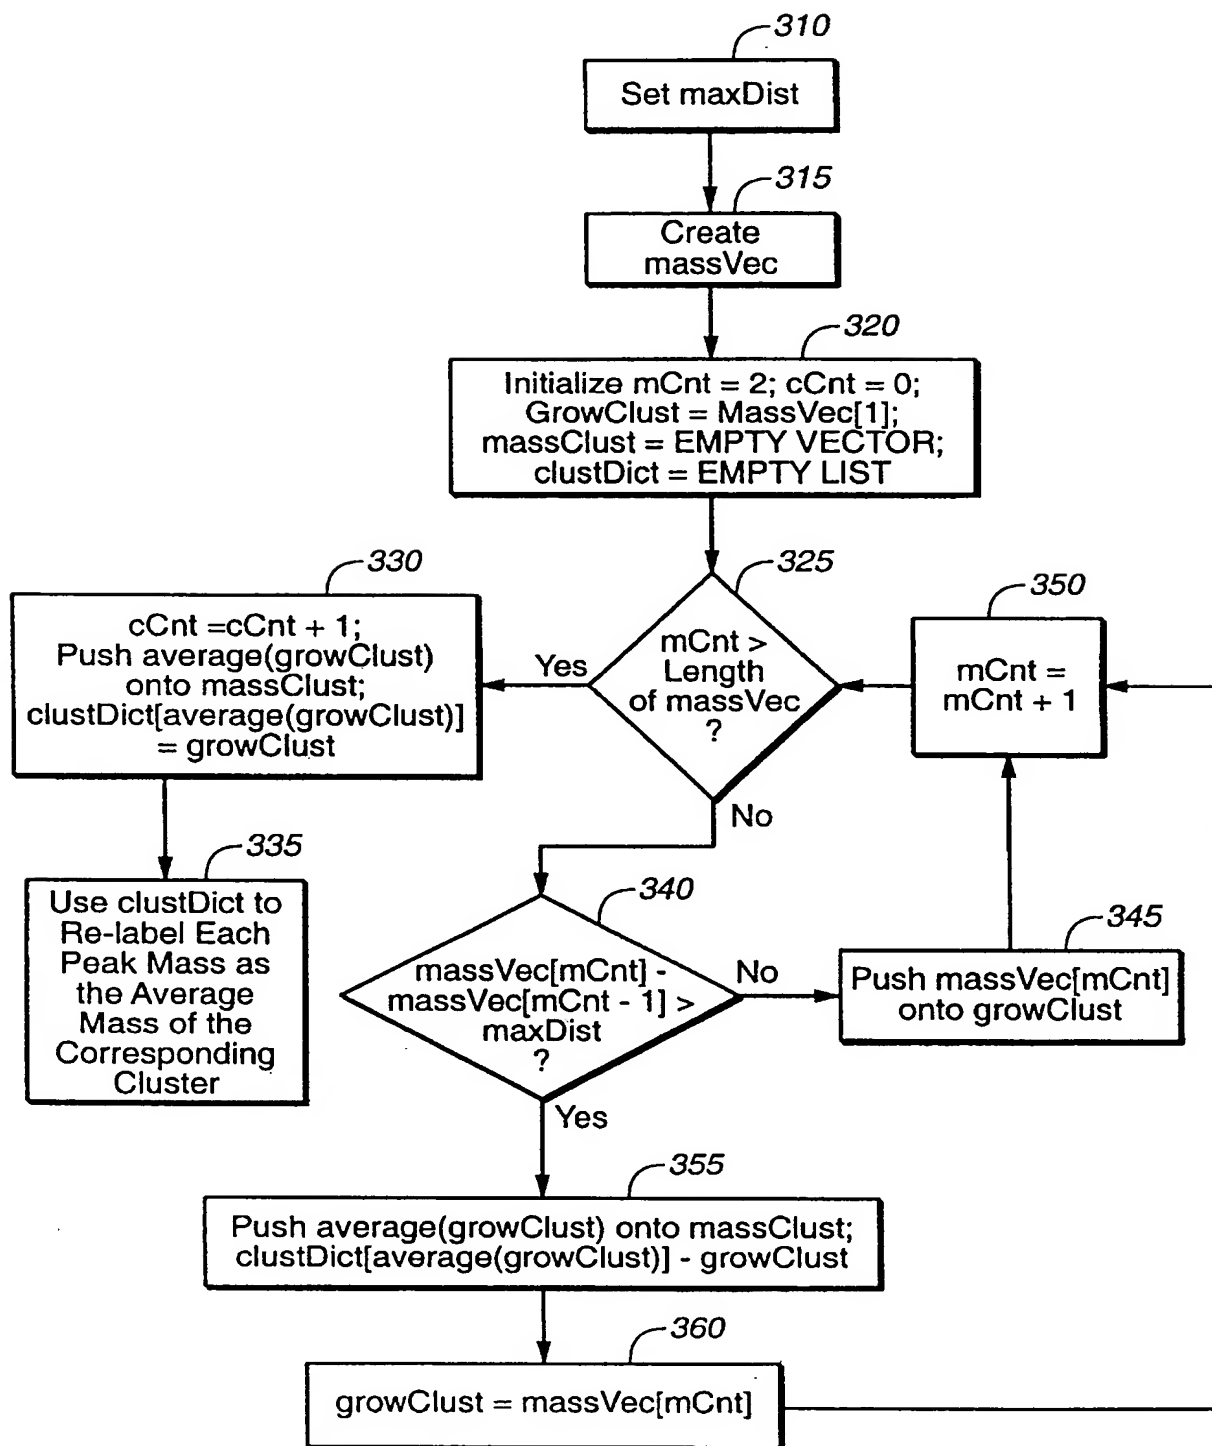 310
Set maxDist
315
Create
massVec
320
Initialize mCnt = 2; cCnt = 0;
GrowClust = MassVec[1];
massClust = EMPTY VECTOR;
clustDict = EMPTY LIST
325
mCnt >
Length
of massVec
?
Yes
No
330
cCnt =cCnt + 1;
Push average(growClust)
onto massClust;
clustDict[average(growClust)]
= growClust
335
Use clustDict to
Re-label Each
Peak Mass as
the Average
Mass of the
Corresponding
Cluster
350
mCnt =
mCnt + 1
340
massVec[mCnt] -
massVec[mCnt - 1] >
maxDist
?
No
Yes
345
Push massVec[mCnt]
onto growClust
355
Push average(growClust) onto massClust;
clustDict[average(growClust)] - growClust
360
growClust = massVec[mCnt]